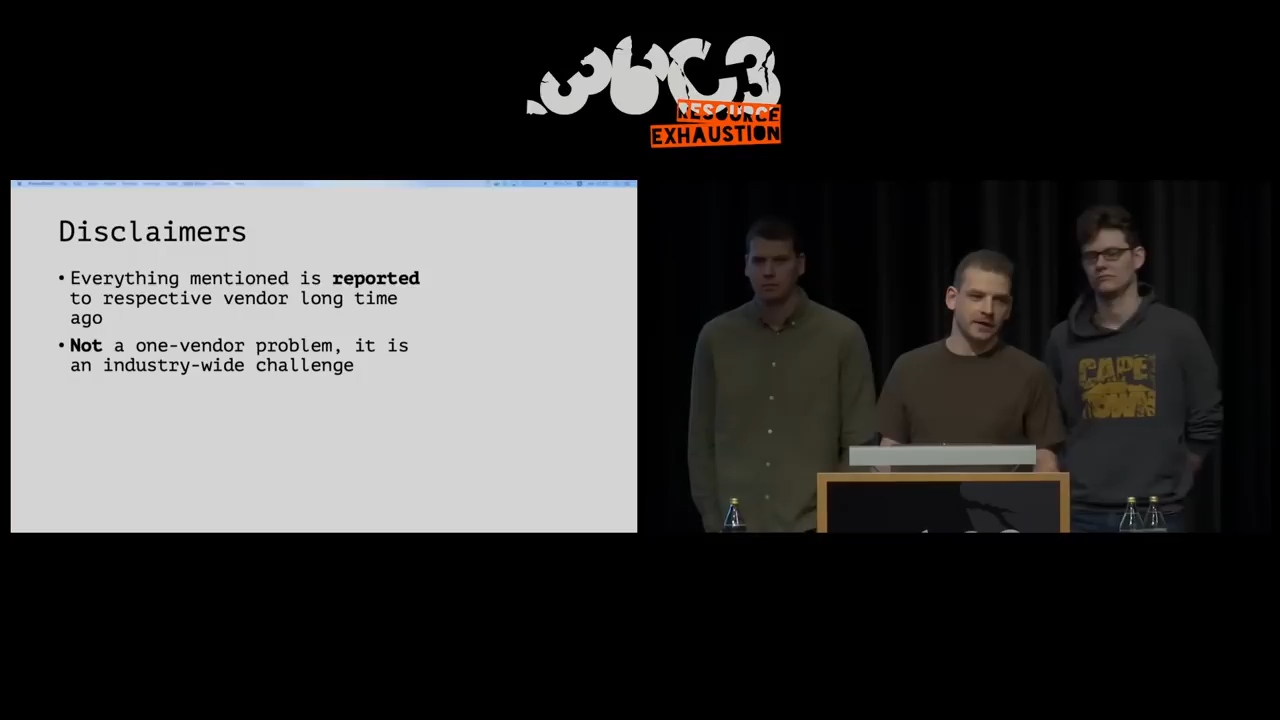 36C3
RESOURCE
EXHAUSTION
Disclaimers
• Everything mentioned is reported
to respective vendor long time
ago
• Not a one-vendor problem, it is
an industry-wide challenge
CAPE
TOWN